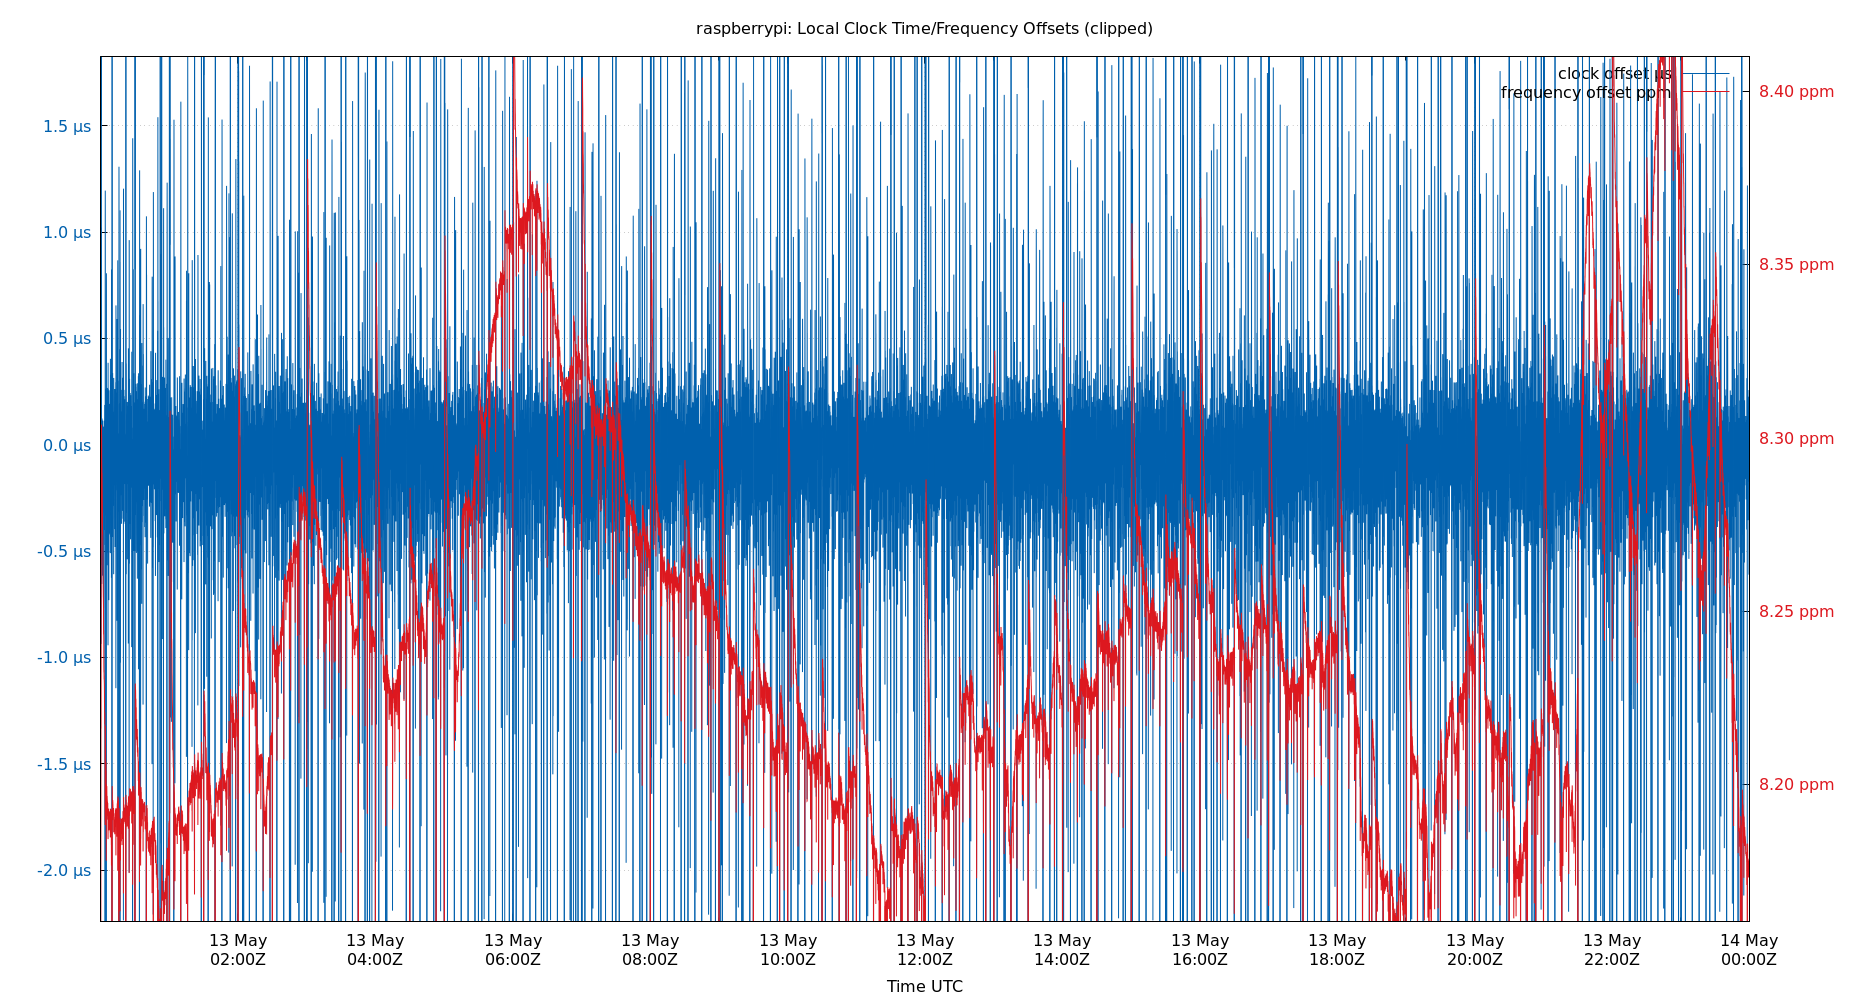 raspberrypi: Local Clock Time/Frequency Offsets (clipped)
clock offset µs
frequency offset ppm
1.5 µs
1.0 µs
0.5 µs
0.0 µs
-0.5 µs
-1.0 µs
-1.5 µs
-2.0 µs
8.40 ppm
8.35 ppm
8.30 ppm
8.25 ppm
8.20 ppm
13 May 13 May 13 May 13 May 13 May 13 May 13 May 13 May 13 May 13 May 13 May 14 May
02:00Z 04:00Z 06:00Z 08:00Z 10:00Z 12:00Z 14:00Z 16:00Z 18:00Z 20:00Z 22:00Z 00:00Z
Time UTC